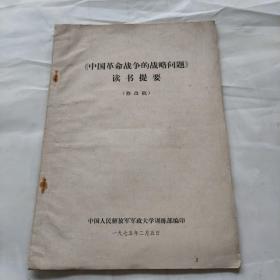 《中国革命战争的战略问题》
读书提要
(修改稿)
中国人民解放军军政大学训练部编印
一九七五年二月五日